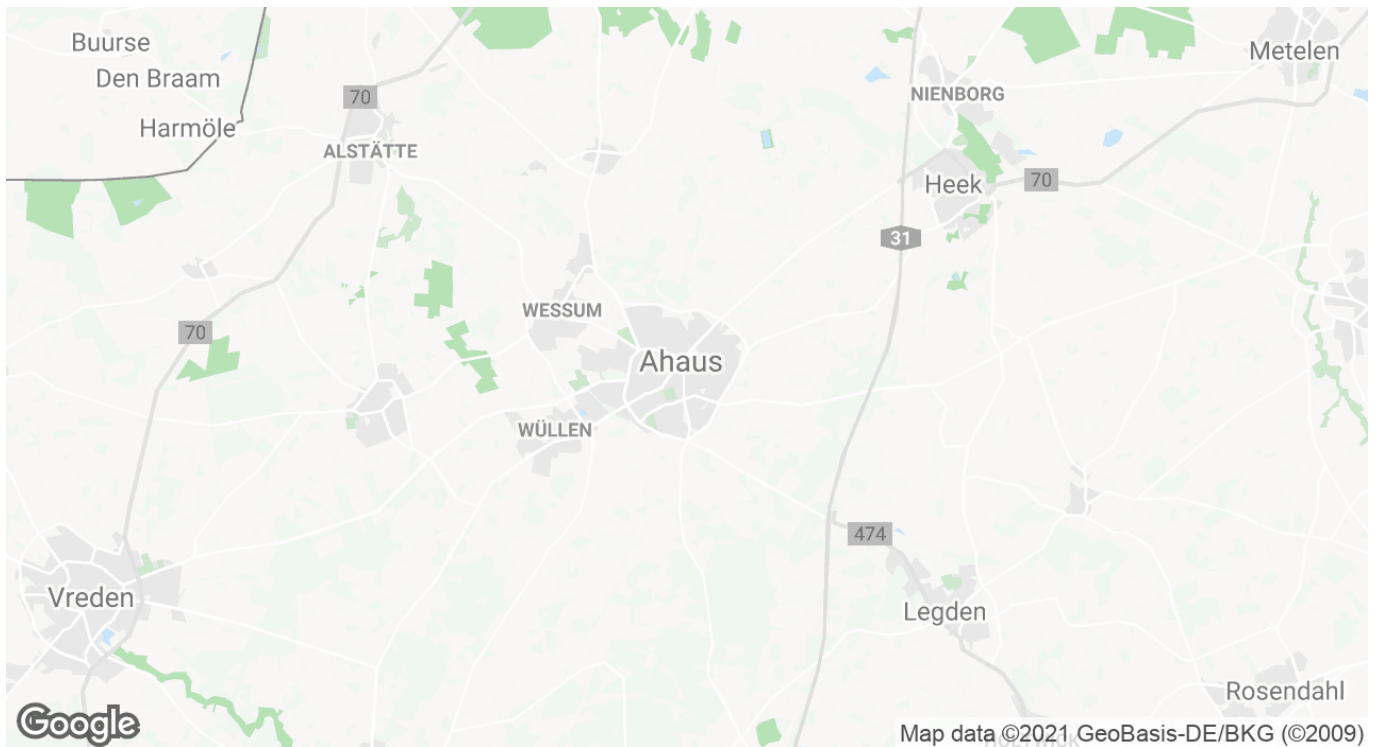 Buurse
Metelen
Den Braam
70
NIENBORG
Harmöle
ALSTÄTTE
Heek
70
31
WESSUM
70
Ahaus
WÜLLEN
474
Vreden
Legden
Rosendahl
Google
Map data ©2021 GeoBasis-DE/BKG (©2009)